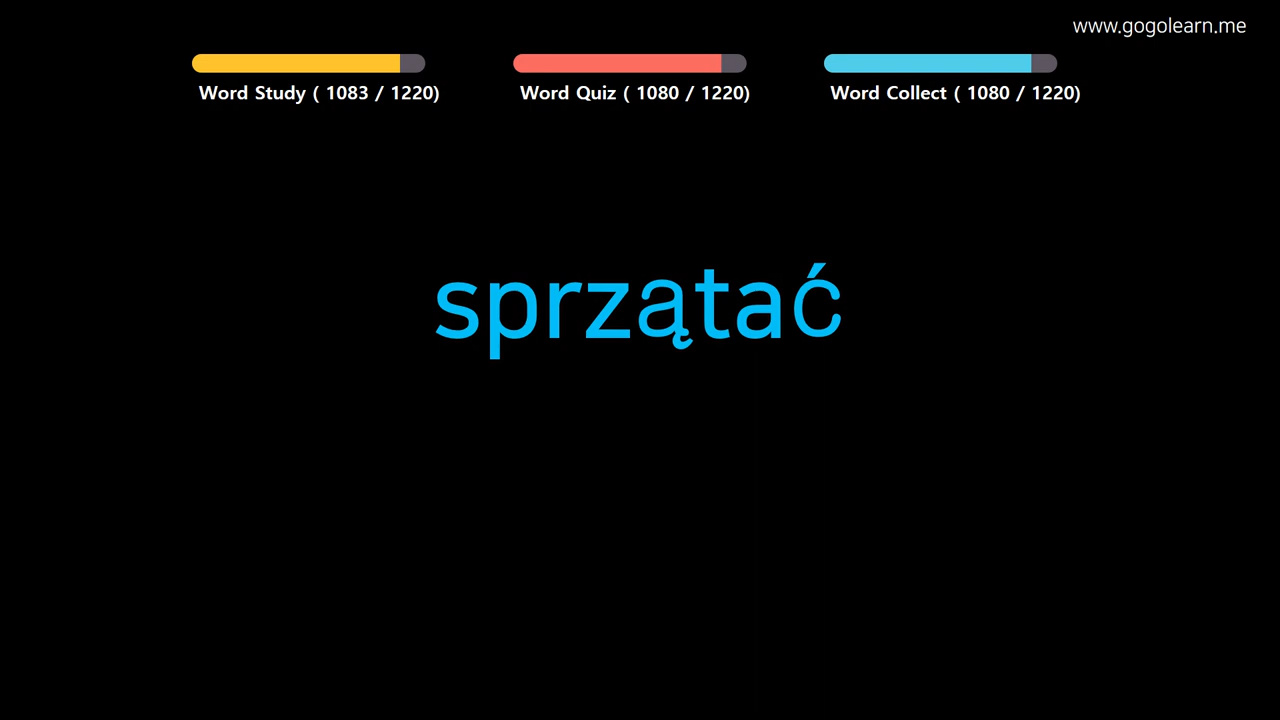 www.gogolearn.me
Word Study ( 1083 / 1220)
Word Quiz ( 1080 / 1220)
Word Collect ( 1080 / 1220)
sprzątać